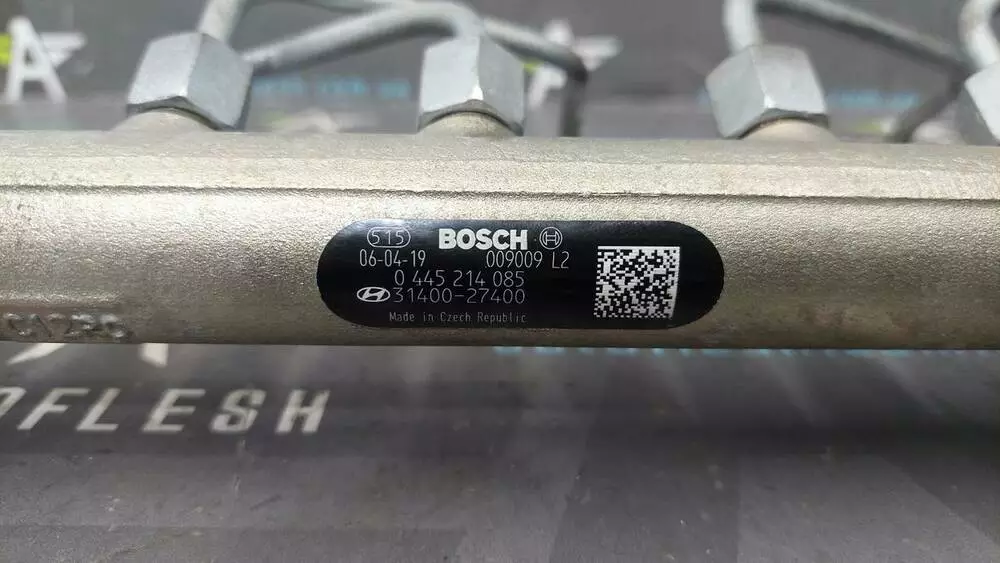 515 BOSCH
06-04-19 009009 L2
0 445 214 085
31400-27400
Made in Czech Republic
OFLESH